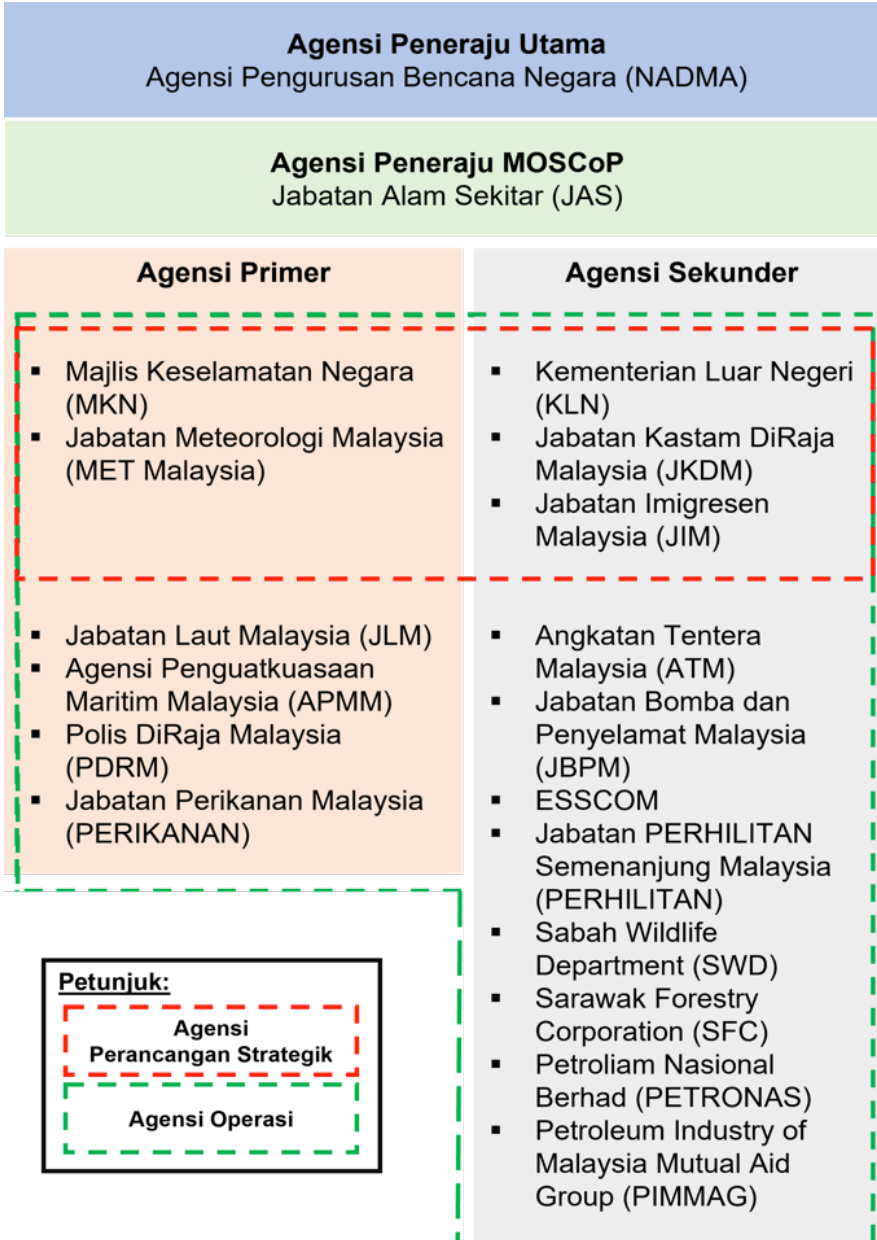 Agensi Peneraju Utama
Agensi Pengurusan Bencana Negara (NADMA)
Agensi Peneraju MOSCoP
Jabatan Alam Sekitar (JAS)
Agensi Primer
▪ Majlis Keselamatan Negara
(MKN)
▪ Jabatan Meteorologi Malaysia
(MET Malaysia)
▪ Jabatan Laut Malaysia (JLM)
▪ Agensi Penguatkuasaan
Maritim Malaysia (APMM)
▪ Polis DiRaja Malaysia
(PDRM)
▪ Jabatan Perikanan Malaysia
(PERIKANAN)
Agensi Sekunder
▪ Kementerian Luar Negeri
(KLN)
▪ Jabatan Kastam DiRaja
Malaysia (JKDM)
▪ Jabatan Imigresen
Malaysia (JIM)
▪ Angkatan Tentera
Malaysia (ATM)
▪ Jabatan Bomba dan
Penyelamat Malaysia
(JBPM)
▪ ESSCOM
▪ Jabatan PERHILITAN
Semenanjung Malaysia
(PERHILITAN)
▪ Sabah Wildlife
Department (SWD)
▪ Sarawak Forestry
Corporation (SFC)
▪ Petroliam Nasional
Berhad (PETRONAS)
▪ Petroleum Industry of
Malaysia Mutual Aid
Group (PIMMAG)
Petunjuk:
Agensi
Perancangan Strategik
Agensi Operasi